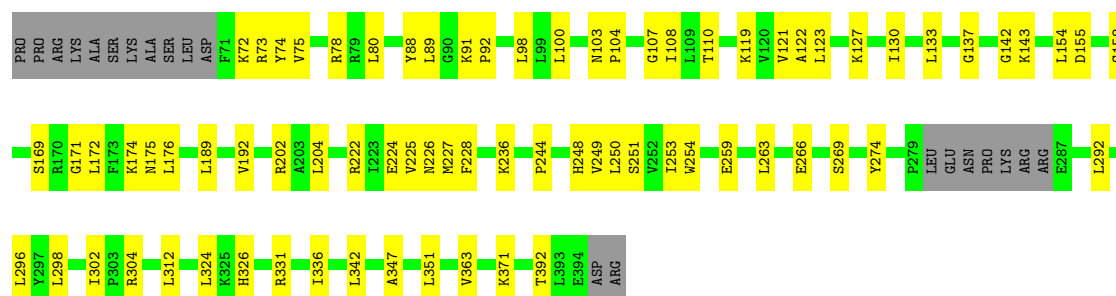 PRO PRO ARG LYS ALA SER LYS ALA SER LEU ASP F71 K72 R73 Y74 V75 R78 R79 L80 Y88 L89 G90 K91 P92 L98 L99 L100 N103 P104 G107 I108 L109 T110 K119 V120 V121 A122 L123 K127 I130 L133 G137 G142 K143 L154 D155
S169 R170 G171 L172 F173 K174 N175 L176 L189 V192 R202 A203 L204 R222 I223 E224 V225 N226 M227 F228 K236 P244 H248 V249 L250 S251 V252 I253 W254 E259 L263 E266 S269 Y274 P279 LEU GLU ASN PRO LYS ARG ARG E287 L292
L296 Y297 L298 I302 P303 R304 L312 L324 K325 H326 R331 I336 L342 A347 L351 V363 K371 T392 L393 E394 ASP ARG